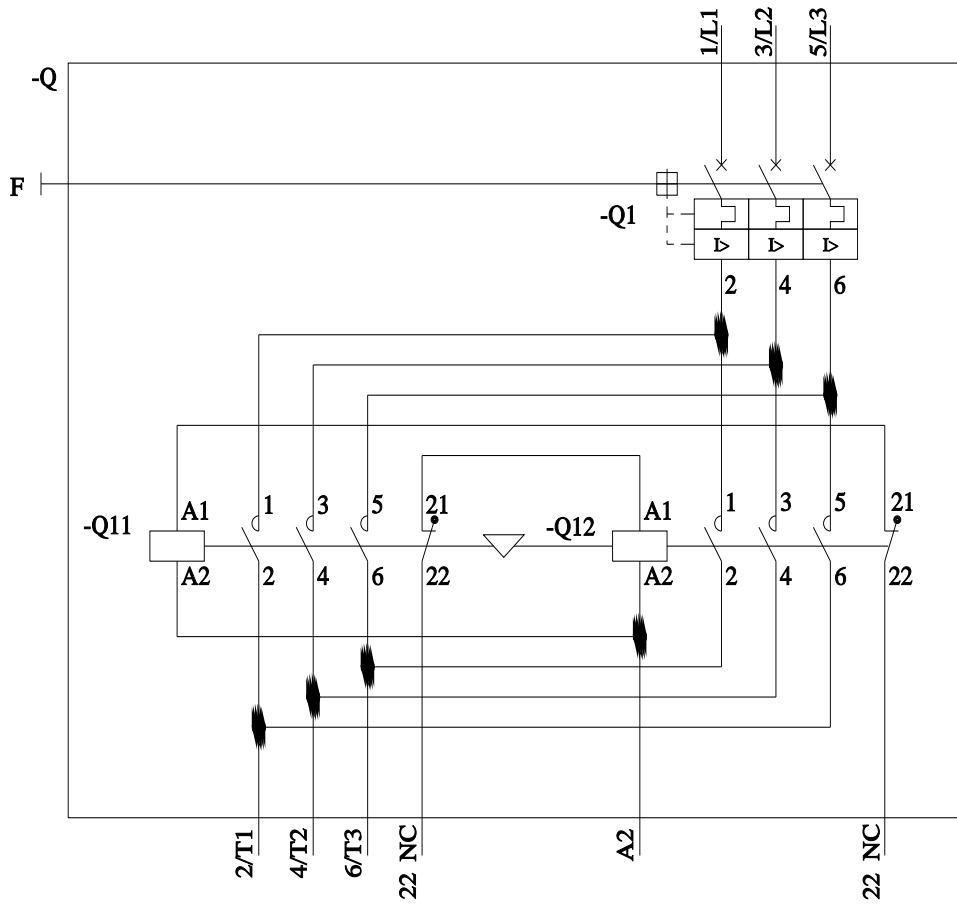 1/L1 3/L2 5/L3
-Q
F
-Q1
I> I> I>
2 4 6
1 3 5 21 1 3 5 21
A1 A1
-Q11 -Q12
A2 2 4 6 22 A2 2 4 6 22
2/T1 4/T2 6/T3 22 NC A2 22 NC